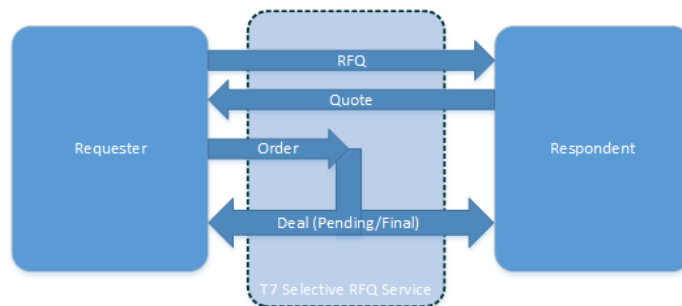 RFQ
Quote
Requester
Order
Respondent
Deal (Pending/Final)
T7 Selective RFQ Service